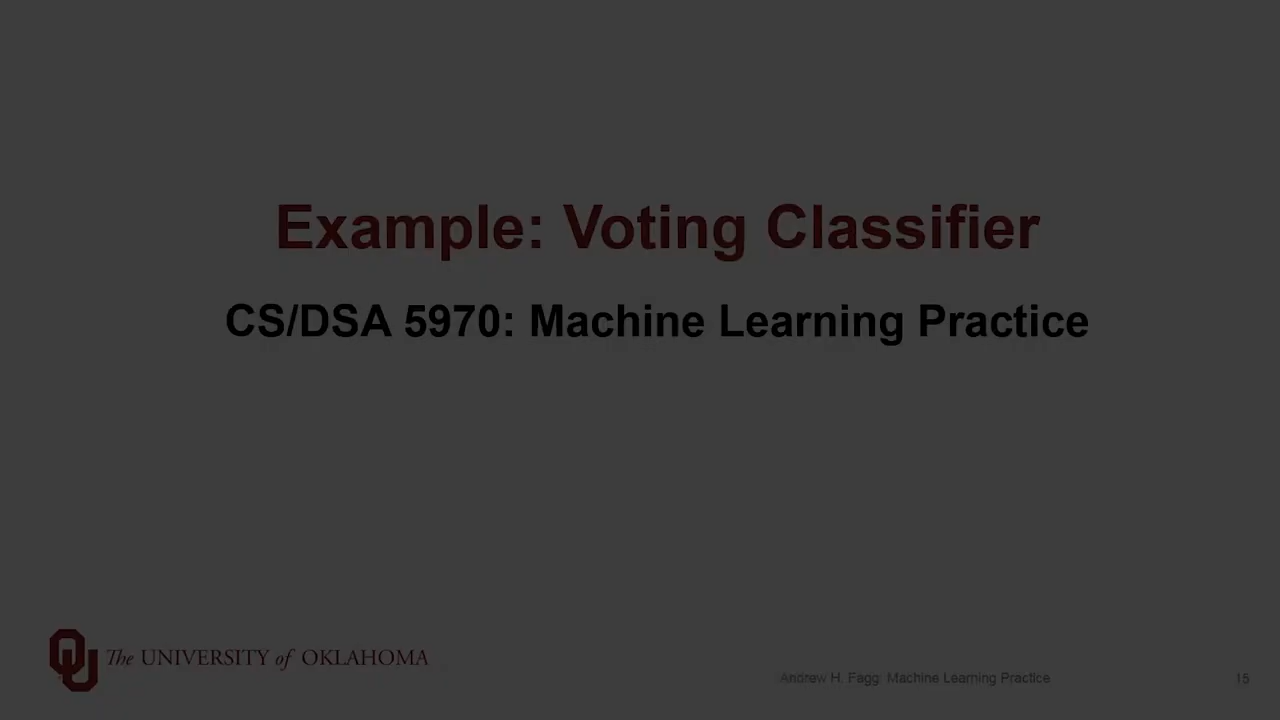 Example: Voting Classifier
CS/DSA 5970: Machine Learning Practice
OU The UNIVERSITY of OKLAHOMA
Andrew H. Fagg: Machine Learning Practice
15